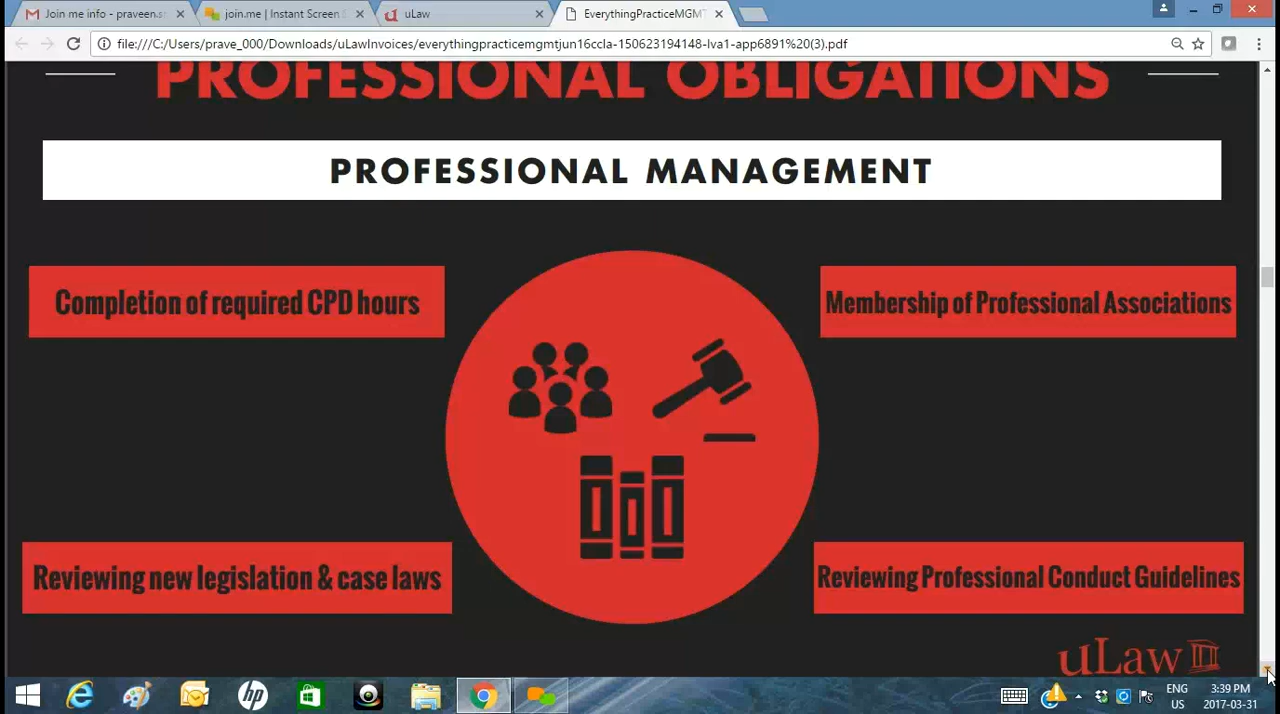 Join me info - praveen.s
join.me | Instant Screen S
uLaw
EverythingPracticeMGMT
file:///C:/Users/prave_000/Downloads/uLawInvoices/everythingpracticemgmtjun16ccla-150623194148-lva1-app6891%20(3).pdf
PROFESSIONAL OBLIGATIONS
PROFESSIONAL MANAGEMENT
Completion of required CPD hours
Membership of Professional Associations
Reviewing new legislation & case laws
Reviewing Professional Conduct Guidelines
uLaw
ENG 3:39 PM
US 2017-03-31